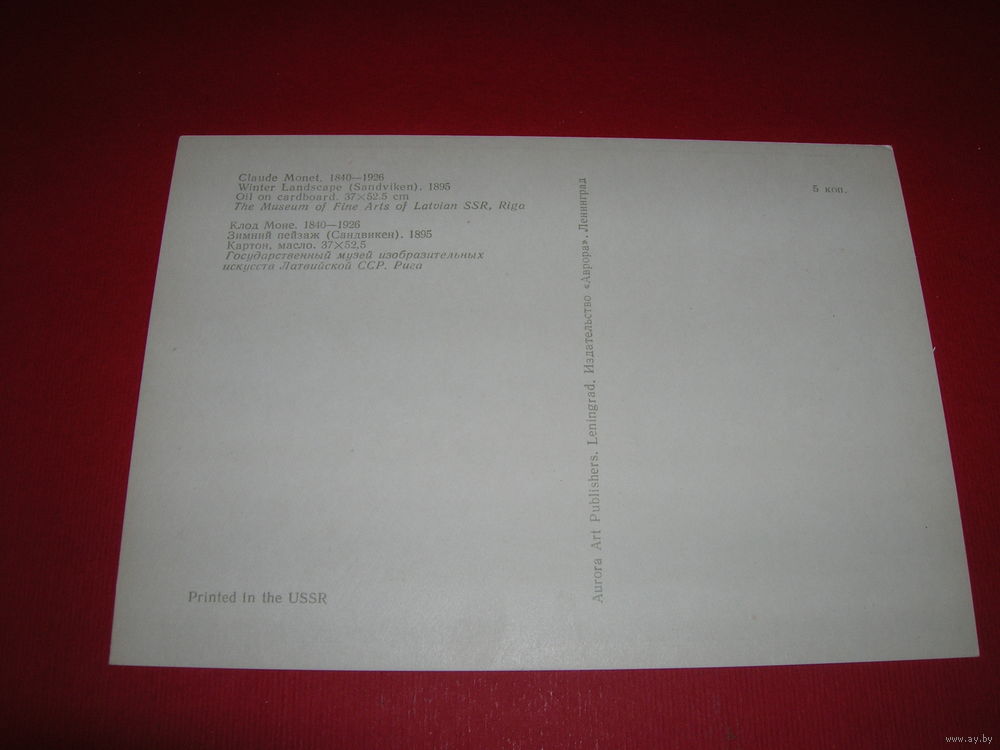 Claude Monet. 1840—1926
Winter Landscape (Sandviken). 1895
Oil on cardboard. 37×52.5 cm
The Museum of Fine Arts of Latvian SSR, Riga
Клод Моне. 1840—1926
Зимний пейзаж (Сандвикен). 1895
Картон, масло. 37×52,5
Государственный музей изобразительных
искусств Латвийской ССР. Рига
Printed in the USSR
Aurora Art Publishers. Leningrad. Издательство «Аврора». Ленинград
5 коп.
www.ay.by